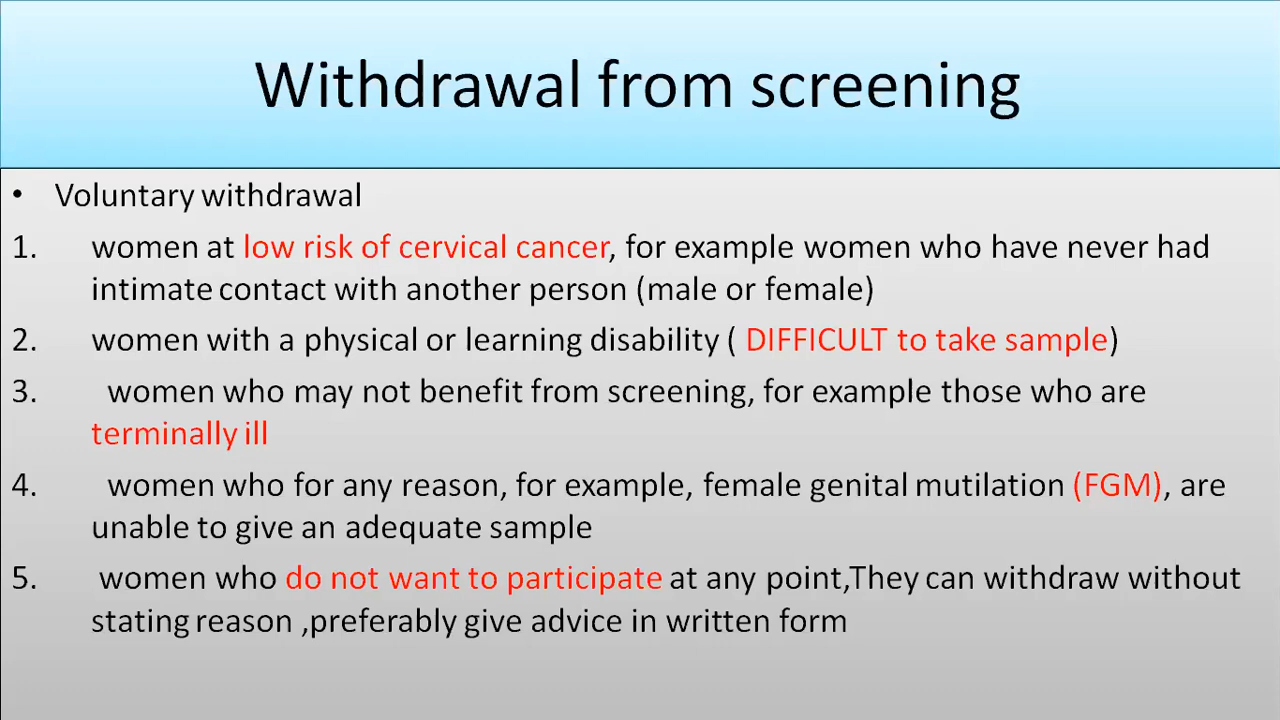 Withdrawal from screening
• Voluntary withdrawal
1. women at low risk of cervical cancer, for example women who have never had
intimate contact with another person (male or female)
2. women with a physical or learning disability ( DIFFICULT to take sample)
3. women who may not benefit from screening, for example those who are
terminally ill
4. women who for any reason, for example, female genital mutilation (FGM), are
unable to give an adequate sample
5. women who do not want to participate at any point,They can withdraw without
stating reason ,preferably give advice in written form